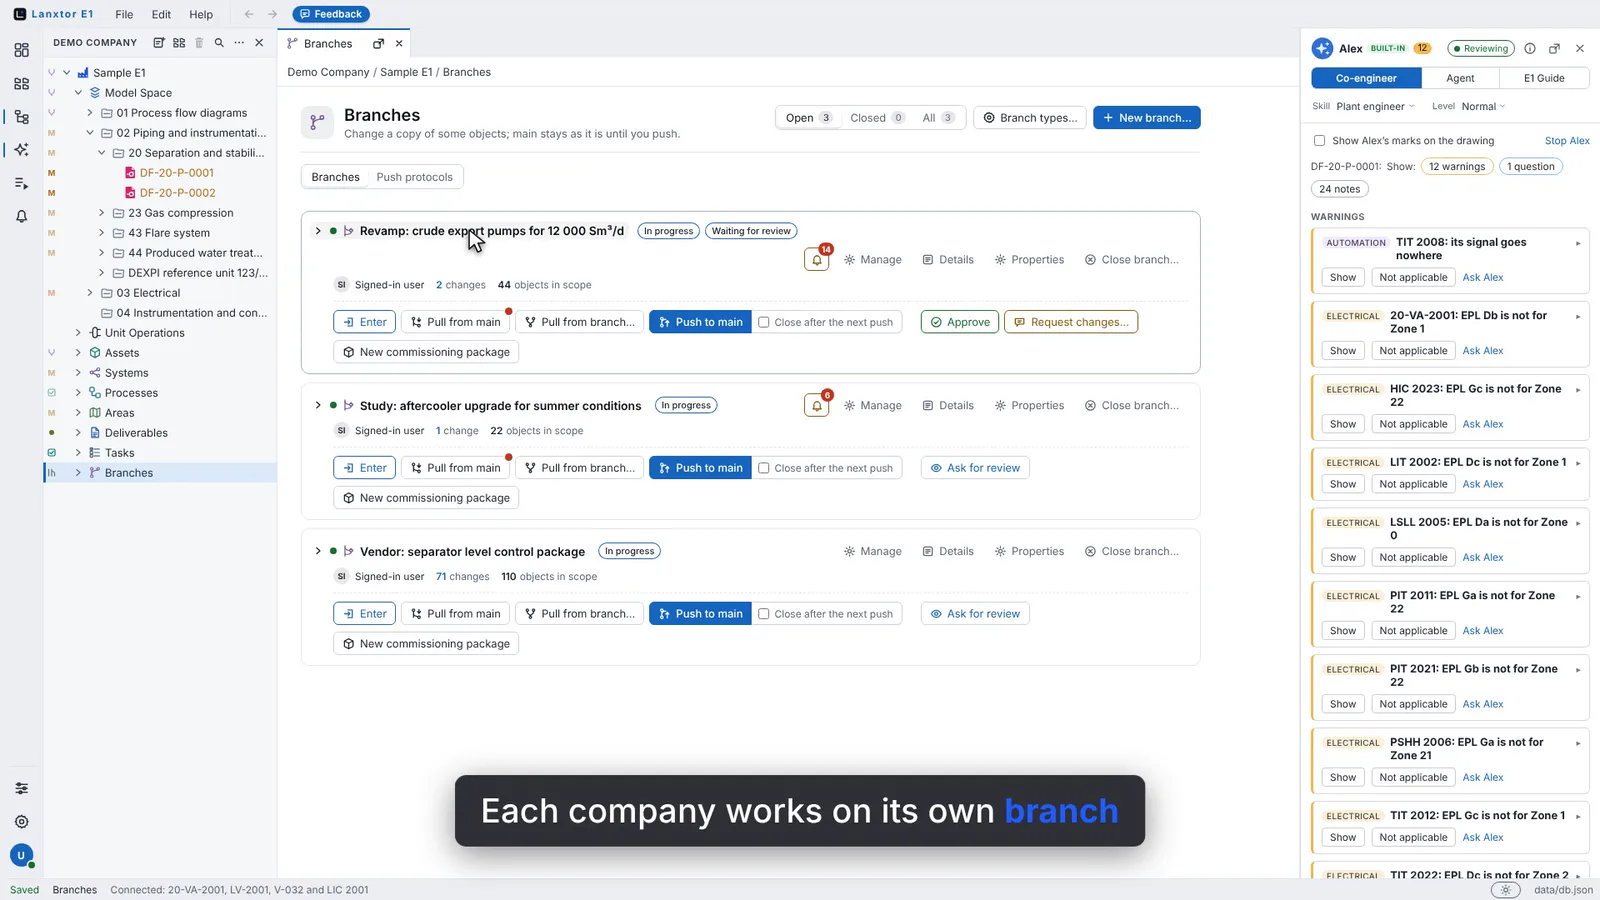 Lanxtor E1 File Edit Help ← → Feedback
DEMO COMPANY
Sample E1
Model Space
01 Process flow diagrams
02 Piping and instrumentati...
20 Separation and stabili...
DF-20-P-0001
DF-20-P-0002
23 Gas compression
43 Flare system
44 Produced water treat...
DEXPI reference unit 123/...
03 Electrical
04 Instrumentation and con...
Unit Operations
Assets
Systems
Processes
Areas
Deliverables
Tasks
Branches
U
Branches
Demo Company / Sample E1 / Branches
Branches
Change a copy of some objects; main stays as it is until you push.
Open 3 Closed 0 All 3 Branch types... + New branch...
Branches Push protocols
Revamp: crude export pumps for 12 000 Sm³/d In progress Waiting for review
14 Manage Details Properties Close branch...
SI Signed-in user 2 changes 44 objects in scope
Enter Pull from main Pull from branch... Push to main Close after the next push Approve Request changes...
New commissioning package
Study: aftercooler upgrade for summer conditions In progress 6 Manage Details Properties Close branch...
SI Signed-in user 1 change 22 objects in scope
Enter Pull from main Pull from branch... Push to main Close after the next push Ask for review
New commissioning package
Vendor: separator level control package In progress Manage Details Properties Close branch...
SI Signed-in user 71 changes 110 objects in scope
Enter Pull from main Pull from branch... Push to main Close after the next push Ask for review
New commissioning package
Each company works on its own branch
Alex BUILT-IN 12 Reviewing
Co-engineer Agent E1 Guide
Skill Plant engineer Level Normal
Show Alex's marks on the drawing Stop Alex
DF-20-P-0001: Show: 12 warnings 1 question
24 notes
WARNINGS
AUTOMATION TIT 2008: its signal goes
nowhere
Show Not applicable Ask Alex
ELECTRICAL 20-VA-2001: EPL Db is not for
Zone 1
Show Not applicable Ask Alex
ELECTRICAL HIC 2023: EPL Gc is not for Zone
22
Show Not applicable Ask Alex
ELECTRICAL LIT 2002: EPL Dc is not for Zone 1
Show Not applicable Ask Alex
ELECTRICAL LSLL 2005: EPL Da is not for Zone
0
Show Not applicable Ask Alex
ELECTRICAL PIT 2011: EPL Ga is not for Zone
22
Show Not applicable Ask Alex
ELECTRICAL PIT 2021: EPL Gb is not for Zone
22
Show Not applicable Ask Alex
ELECTRICAL PSHH 2006: EPL Ga is not for
Zone 21
Show Not applicable Ask Alex
ELECTRICAL TIT 2012: EPL Gc is not for Zone 1
Show Not applicable Ask Alex
ELECTRICAL TIT 2022: EPL Dc is not for Zone 2
Saved Branches Connected: 20-VA-2001, LV-2001, V-032 and LIC 2001 data/db.json